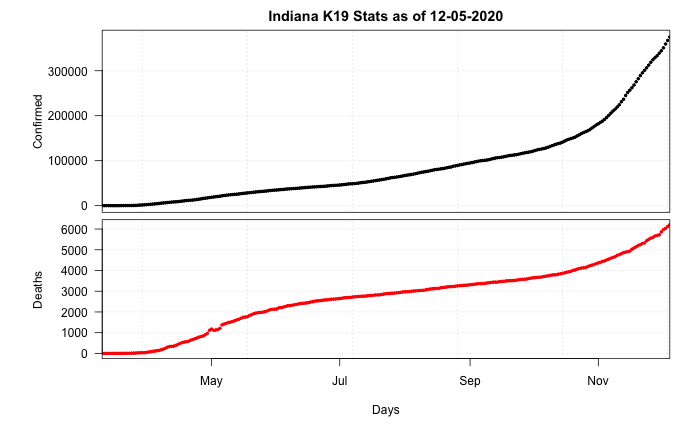 Indiana K19 Stats as of 12-05-2020
Confirmed
300000
200000
100000
0
Deaths
6000
5000
4000
3000
2000
1000
0
May Jul Sep Nov
Days